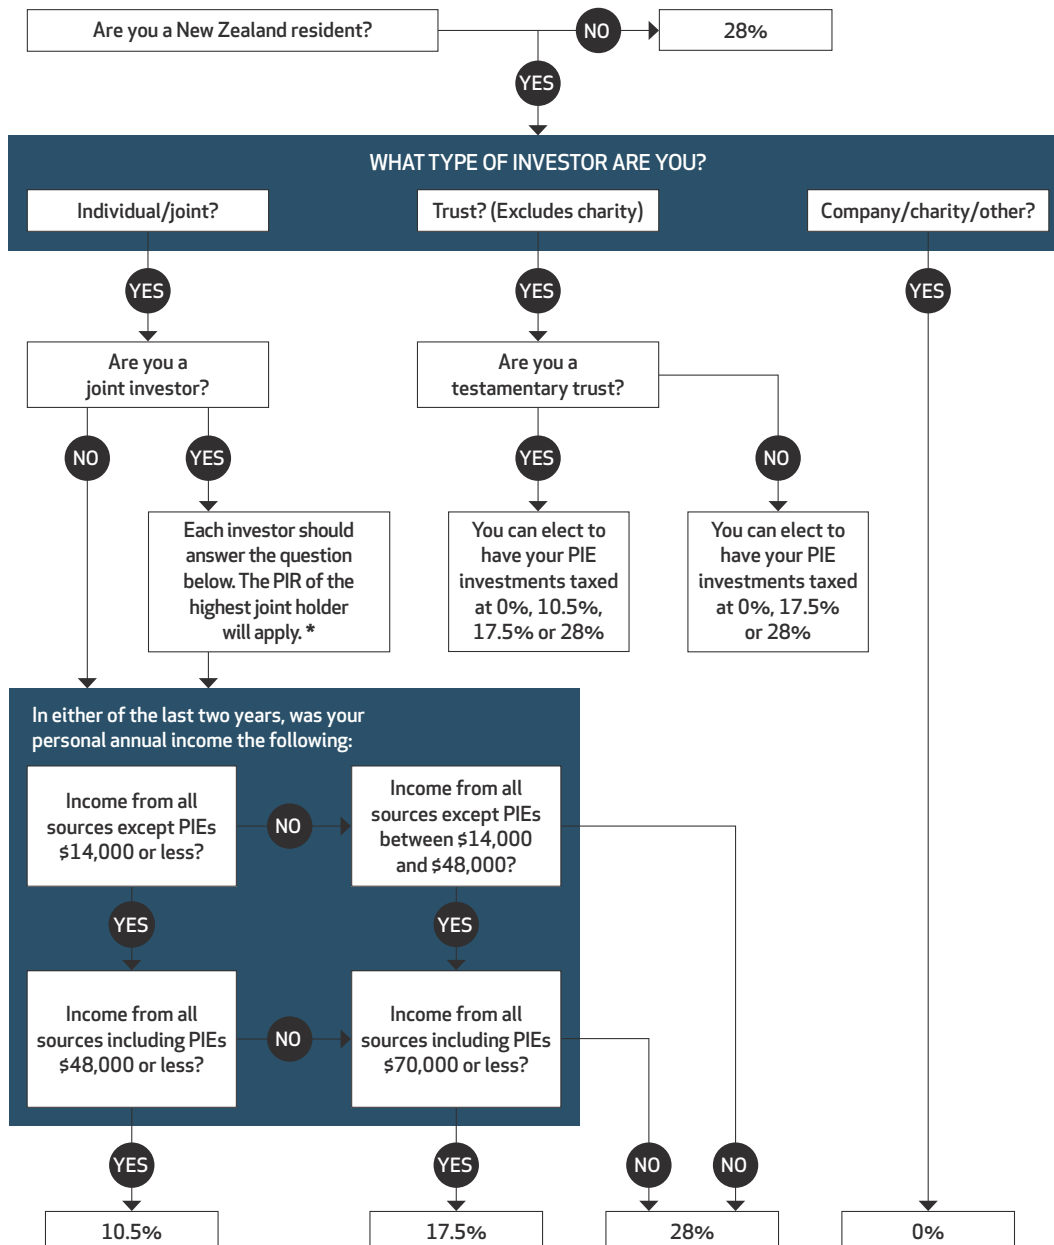 Are you a New Zealand resident?
NO
28%
YES
WHAT TYPE OF INVESTOR ARE YOU?
Individual/joint?
Trust? (Excludes charity)
Company/charity/other?
YES
YES
YES
Are you a
joint investor?
Are you a
testamentary trust?
NO
YES
YES
NO
Each investor should
answer the question
below. The PIR of the
highest joint holder
will apply. *
You can elect to
have your PIE
investments taxed
at 0%, 10.5%,
17.5% or 28%
You can elect to
have your PIE
investments taxed
at 0%, 17.5%
or 28%
In either of the last two years, was your
personal annual income the following:
Income from all
sources except PIEs
$14,000 or less?
NO
Income from all
sources except PIEs
between $14,000
and $48,000?
YES
YES
Income from all
sources including PIEs
$48,000 or less?
NO
Income from all
sources including PIEs
$70,000 or less?
YES
YES
NO
NO
10.5%
17.5%
28%
0%